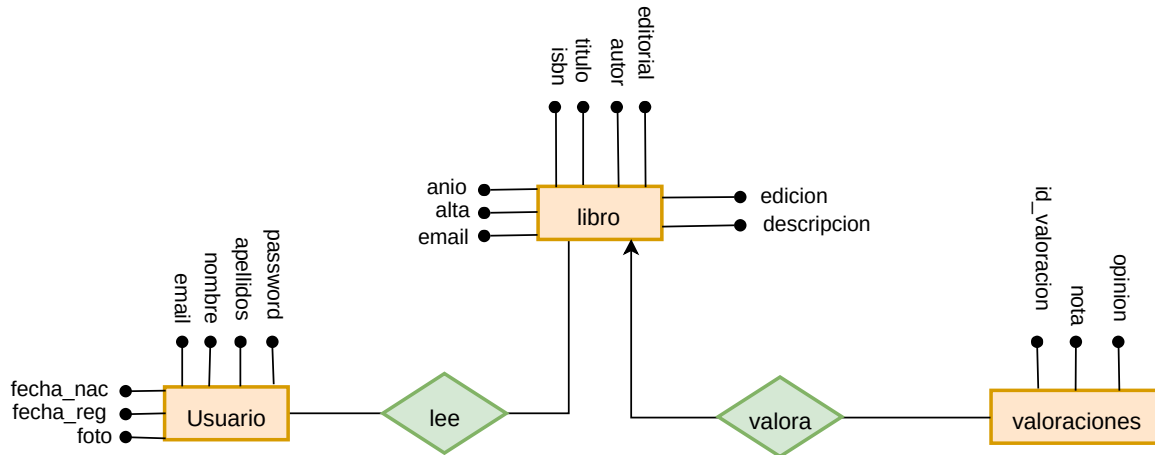 isbn
titulo
autor
editorial
anio
alta
email
libro
edicion
descripcion
email
nombre
apellidos
password
fecha_nac
fecha_reg
foto
Usuario
lee
valora
id_valoracion
nota
opinion
valoraciones